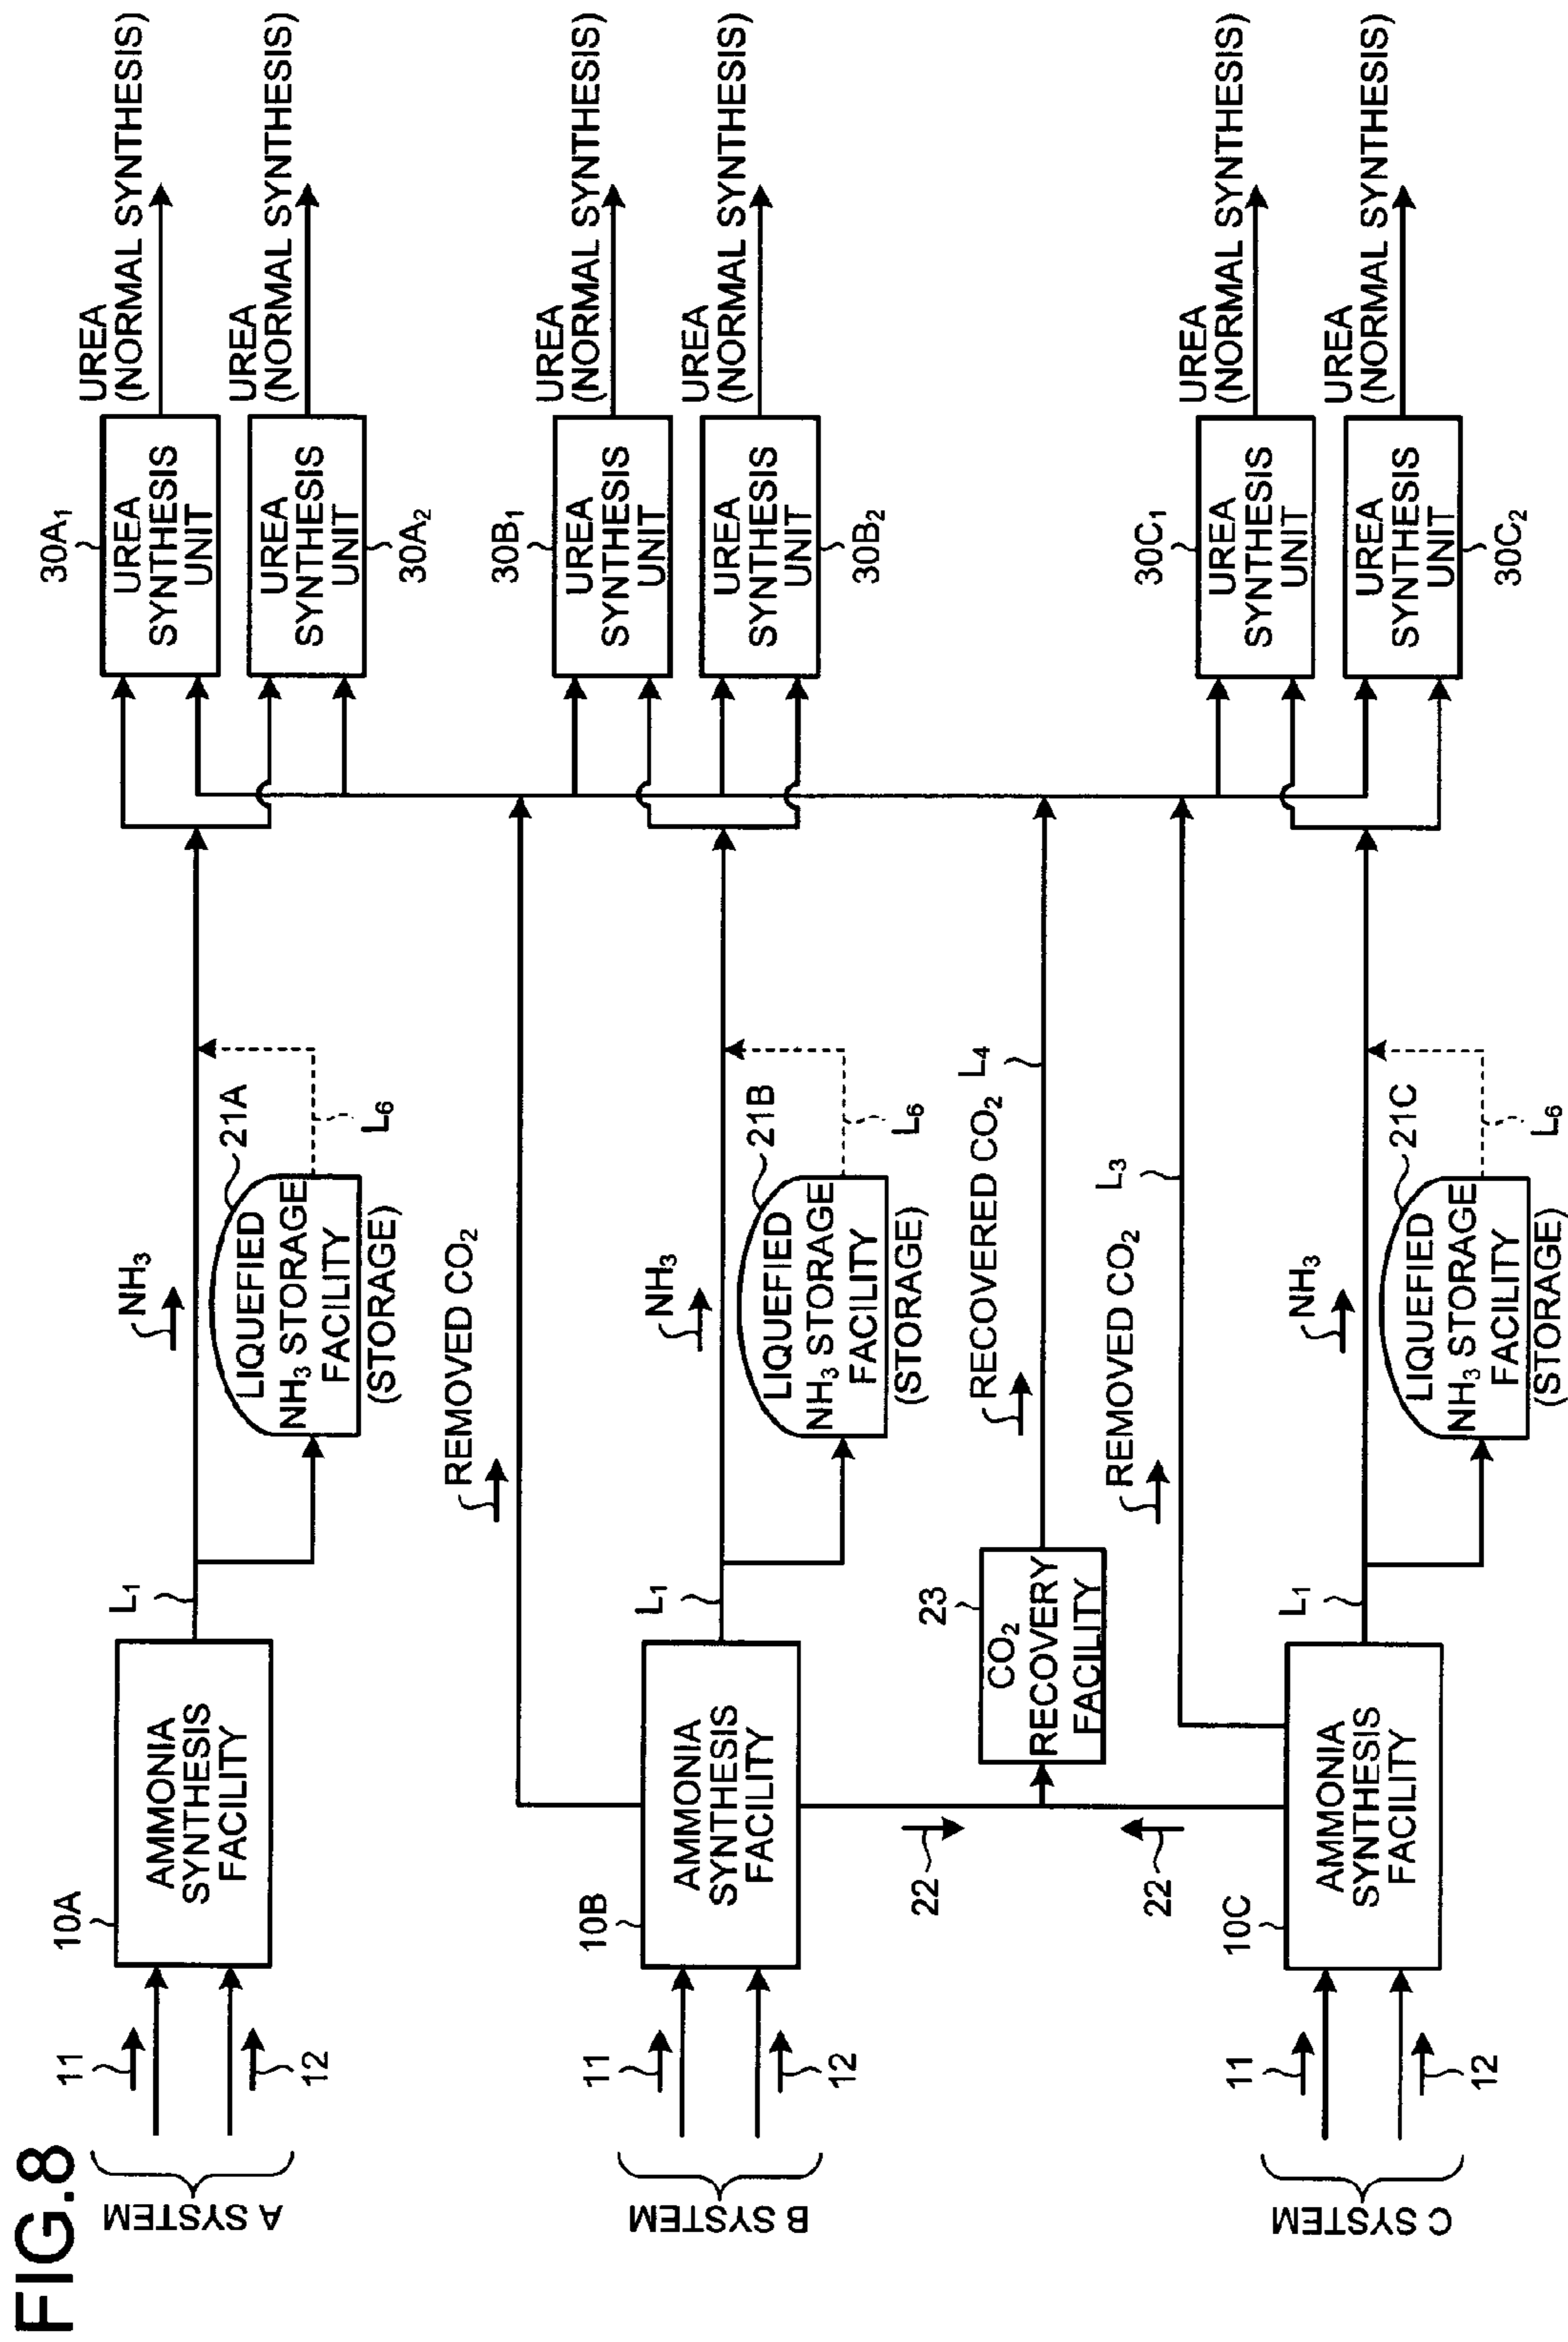 FIG.8
A SYSTEM
11
12
10A
AMMONIA
SYNTHESIS
FACILITY
L1
NH3
LIQUEFIED
NH3 STORAGE
FACILITY
(STORAGE)
21A
L6
30A1
UREA
SYNTHESIS
UNIT
UREA
(NORMAL SYNTHESIS)
UREA
SYNTHESIS
UNIT
30A2
UREA
(NORMAL SYNTHESIS)
REMOVED CO2
B SYSTEM
11
12
10B
AMMONIA
SYNTHESIS
FACILITY
L1
NH3
LIQUEFIED
NH3 STORAGE
FACILITY
(STORAGE)
21B
L6
30B1
UREA
SYNTHESIS
UNIT
UREA
(NORMAL SYNTHESIS)
UREA
SYNTHESIS
UNIT
30B2
UREA
(NORMAL SYNTHESIS)
22
22
23
CO2
RECOVERY
FACILITY
RECOVERED CO2
L4
REMOVED CO2
L3
C SYSTEM
11
12
10C
AMMONIA
SYNTHESIS
FACILITY
L1
NH3
LIQUEFIED
NH3 STORAGE
FACILITY
(STORAGE)
21C
L6
30C1
UREA
SYNTHESIS
UNIT
UREA
(NORMAL SYNTHESIS)
UREA
SYNTHESIS
UNIT
30C2
UREA
(NORMAL SYNTHESIS)